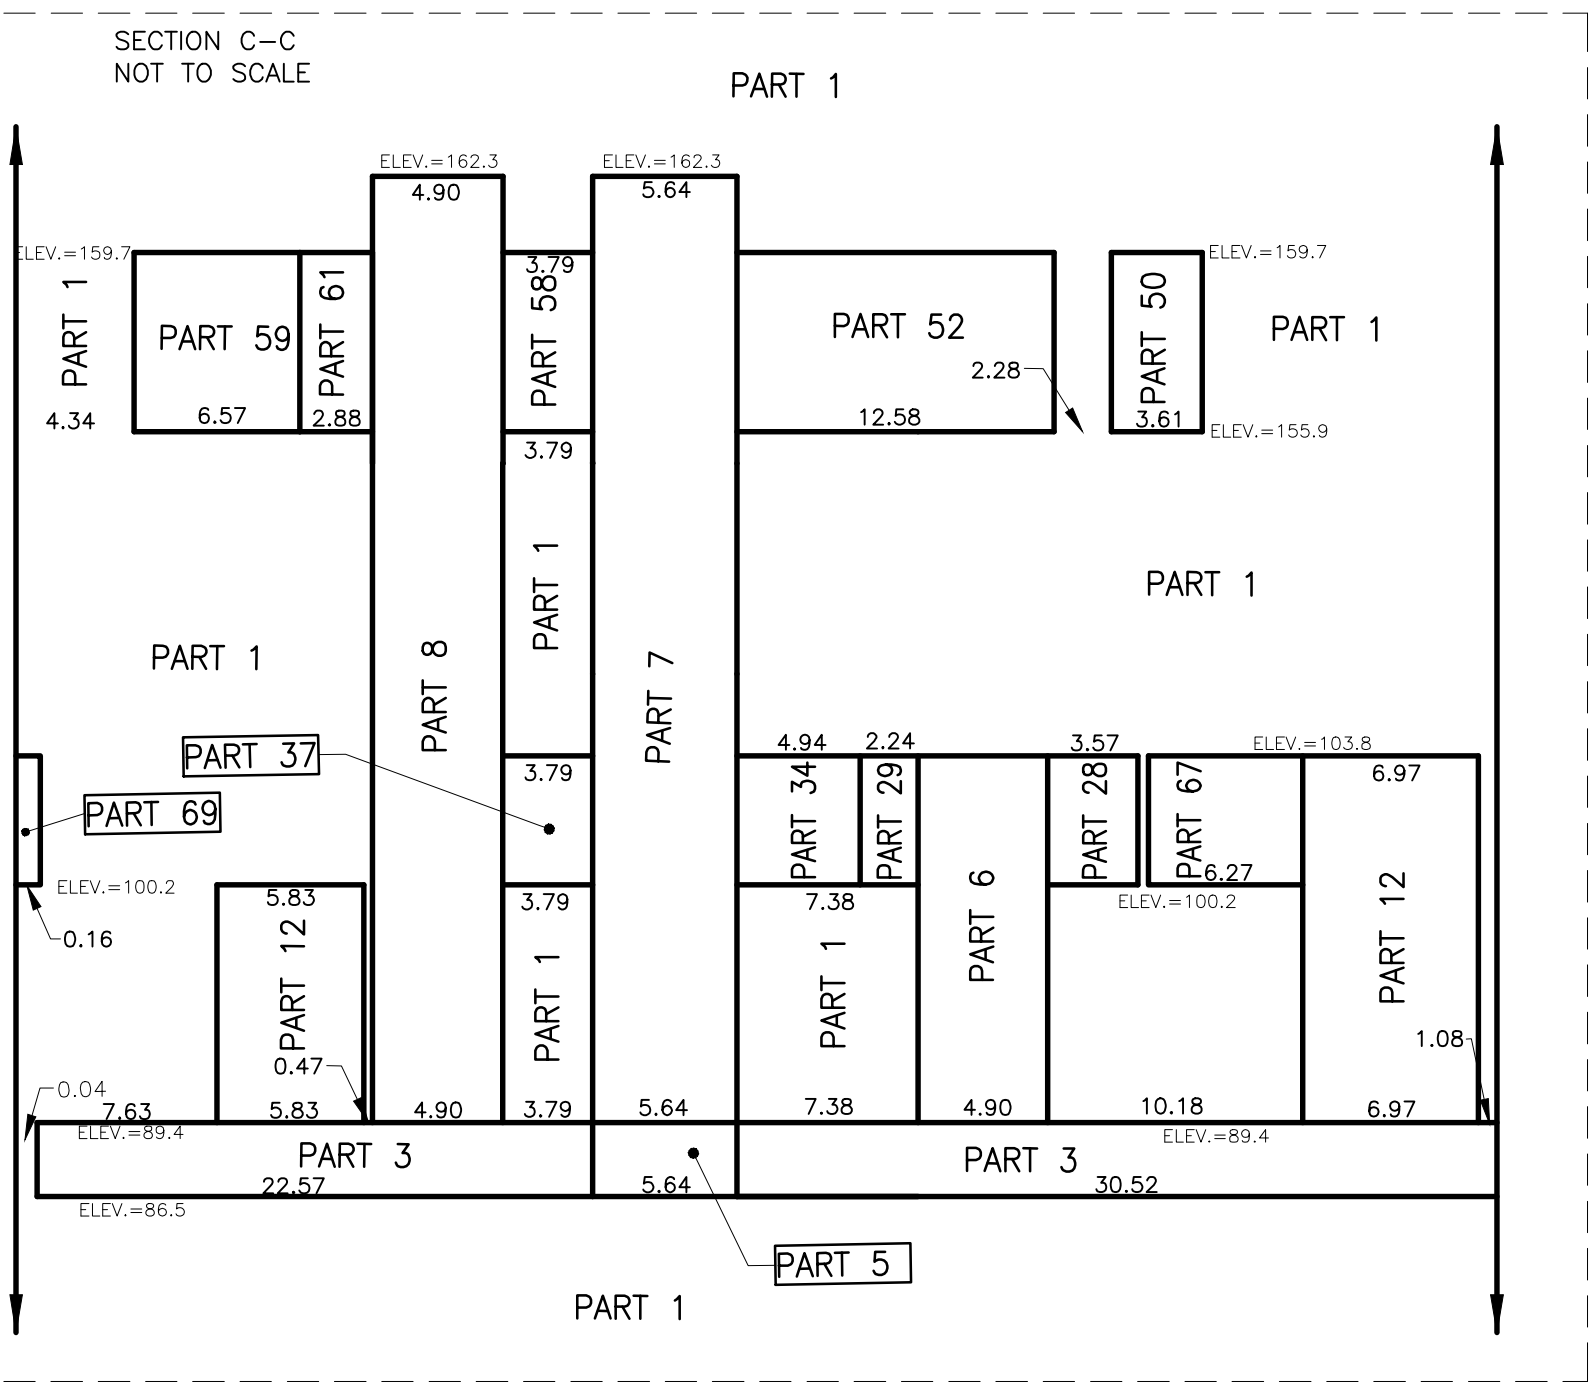 SECTION C-C
NOT TO SCALE
PART 1
ELEV.=162.3
ELEV.=162.3
4.90
5.64
ELEV.=159.7
3.79
ELEV.=159.7
PART 1
PART 59
PART 61
PART 58
PART 52
PART 50
PART 1
2.28
4.34
6.57
2.88
12.58
3.61
ELEV.=155.9
3.79
PART 1
PART 1
PART 1
PART 8
PART 7
PART 37
4.94
2.24
3.57
ELEV.=103.8
3.79
6.97
PART 69
PART 34
PART 29
PART 28
PART 67
6.27
ELEV.=100.2
5.83
3.79
7.38
ELEV.=100.2
0.16
PART 12
PART 1
PART 1
PART 6
PART 12
0.47
1.08
0.04
7.63
5.83
4.90
3.79
5.64
7.38
4.90
10.18
6.97
ELEV.=89.4
ELEV.=89.4
PART 3
PART 3
22.57
5.64
30.52
ELEV.=86.5
PART 5
PART 1